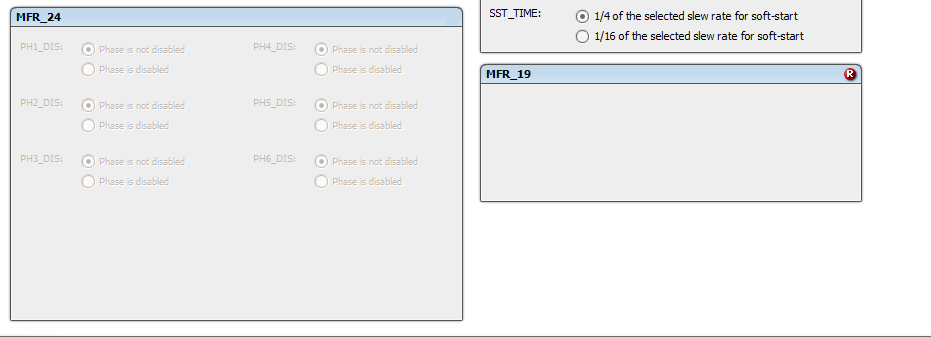 MFR_24
PH1_DIS: Phase is not disabled
Phase is disabled
PH4_DIS: Phase is not disabled
Phase is disabled
PH2_DIS: Phase is not disabled
Phase is disabled
PH5_DIS: Phase is not disabled
Phase is disabled
PH3_DIS: Phase is not disabled
Phase is disabled
PH6_DIS: Phase is not disabled
Phase is disabled
SST_TIME: 1/4 of the selected slew rate for soft-start
1/16 of the selected slew rate for soft-start
MFR_19 R